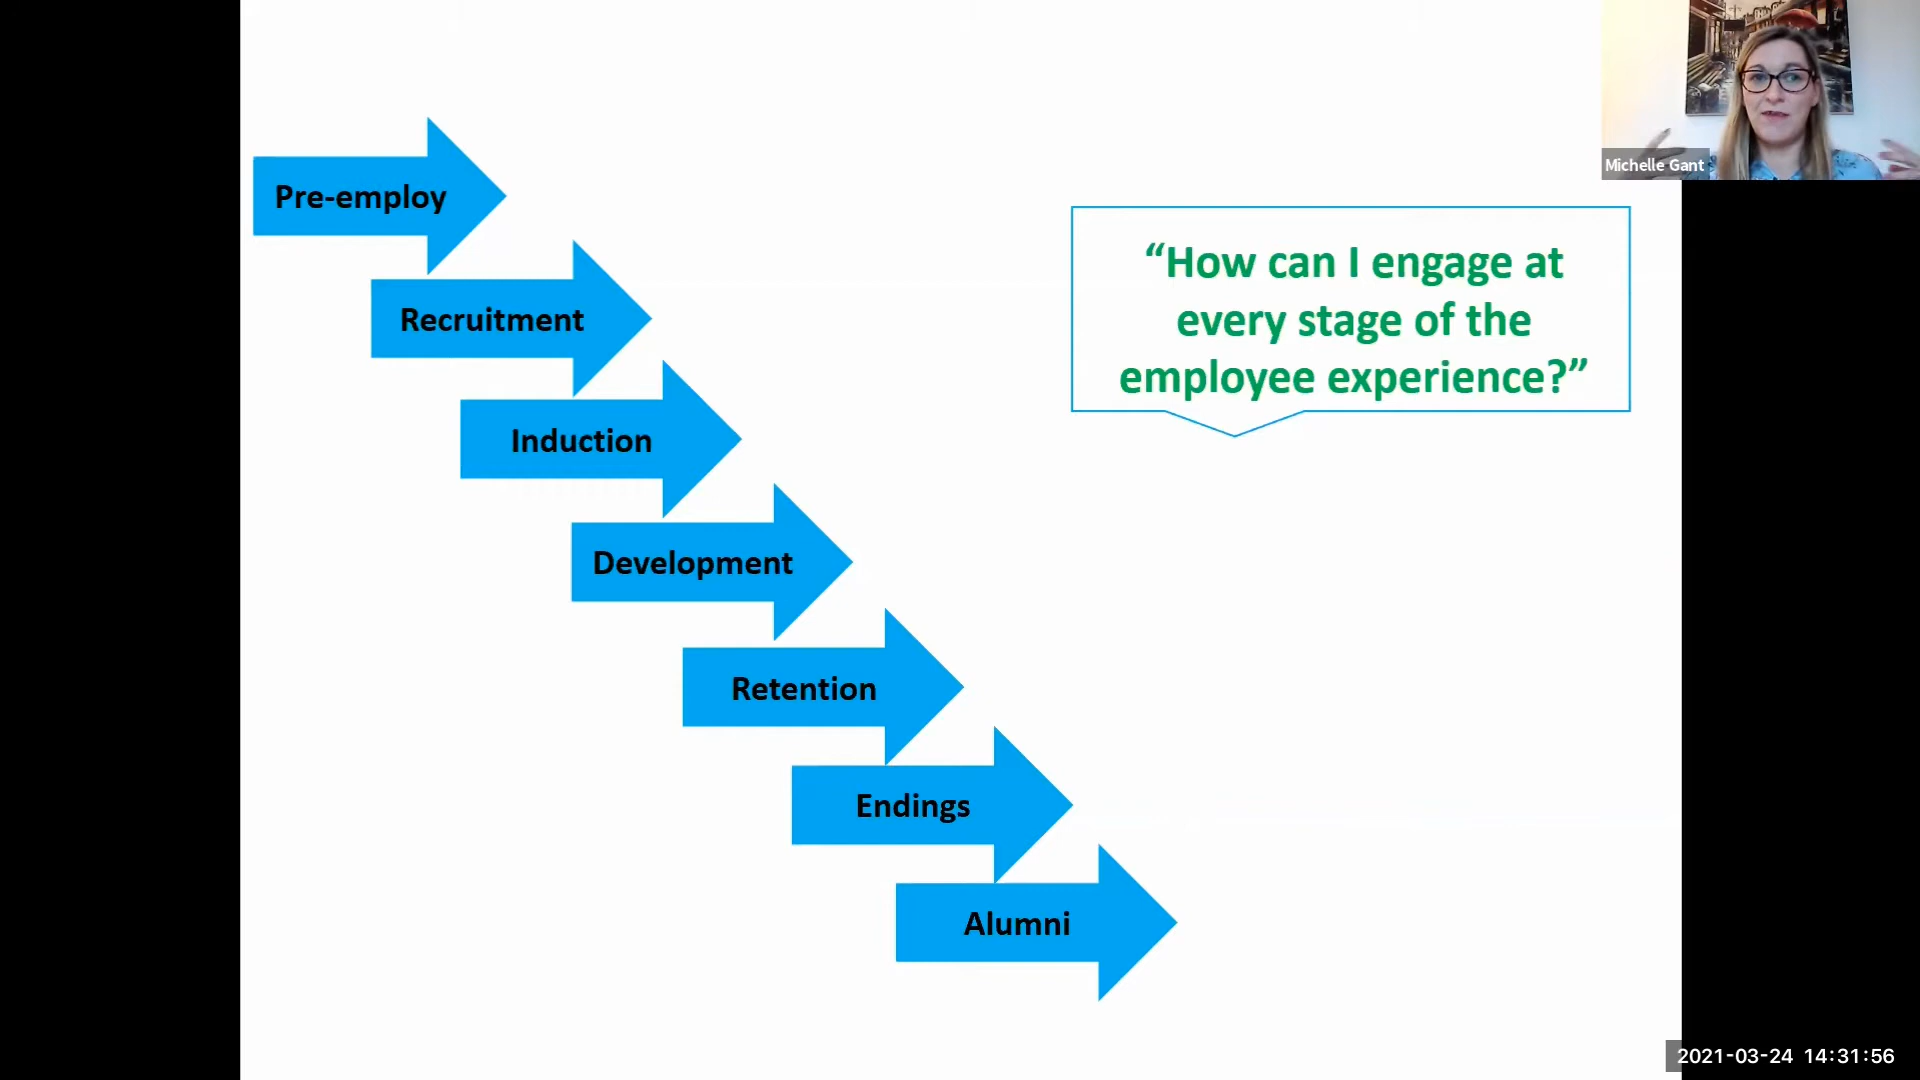 Michelle Gant
Pre-employ
“How can I engage at
every stage of the
employee experience?”
Recruitment
Induction
Development
Retention
Endings
Alumni
2021-03-24 14:31:56